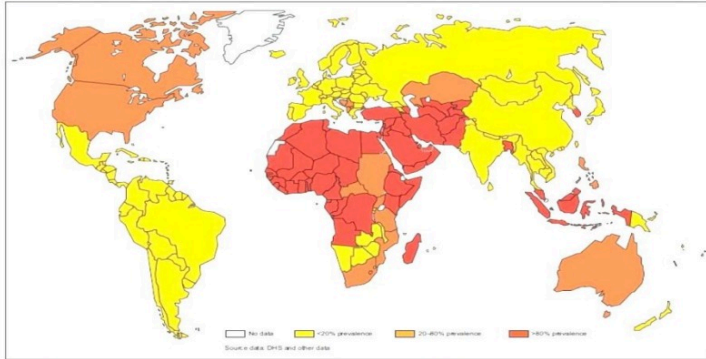 No data
<20% prevalence
20-80% prevalence
>80% prevalence
Source data: DHS and other data